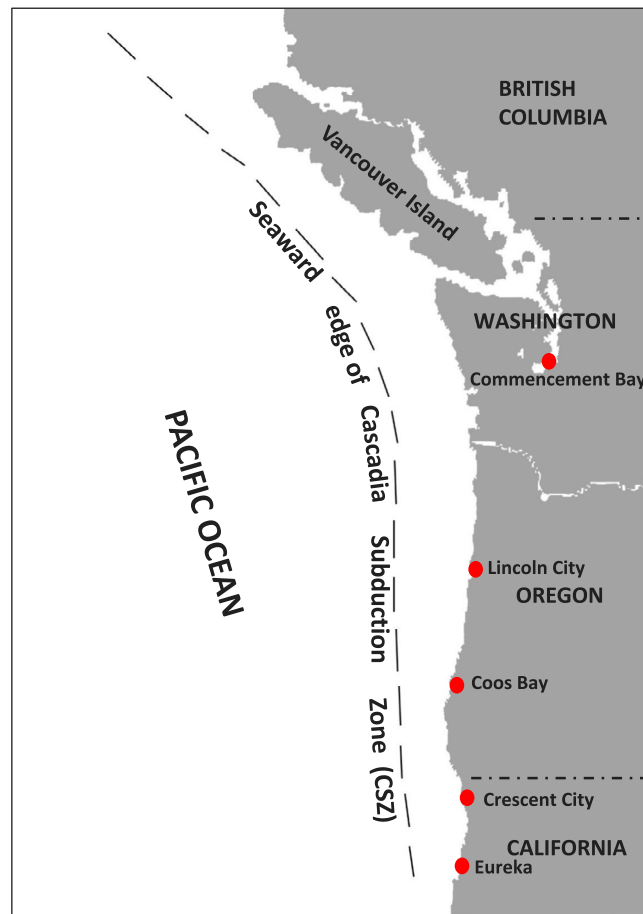 BRITISH
COLUMBIA
Vancouver Island
WASHINGTON
Commencement Bay
Seaward edge of Cascadia Subduction Zone (CSZ)
PACIFIC OCEAN
Lincoln City
OREGON
Coos Bay
Crescent City
CALIFORNIA
Eureka